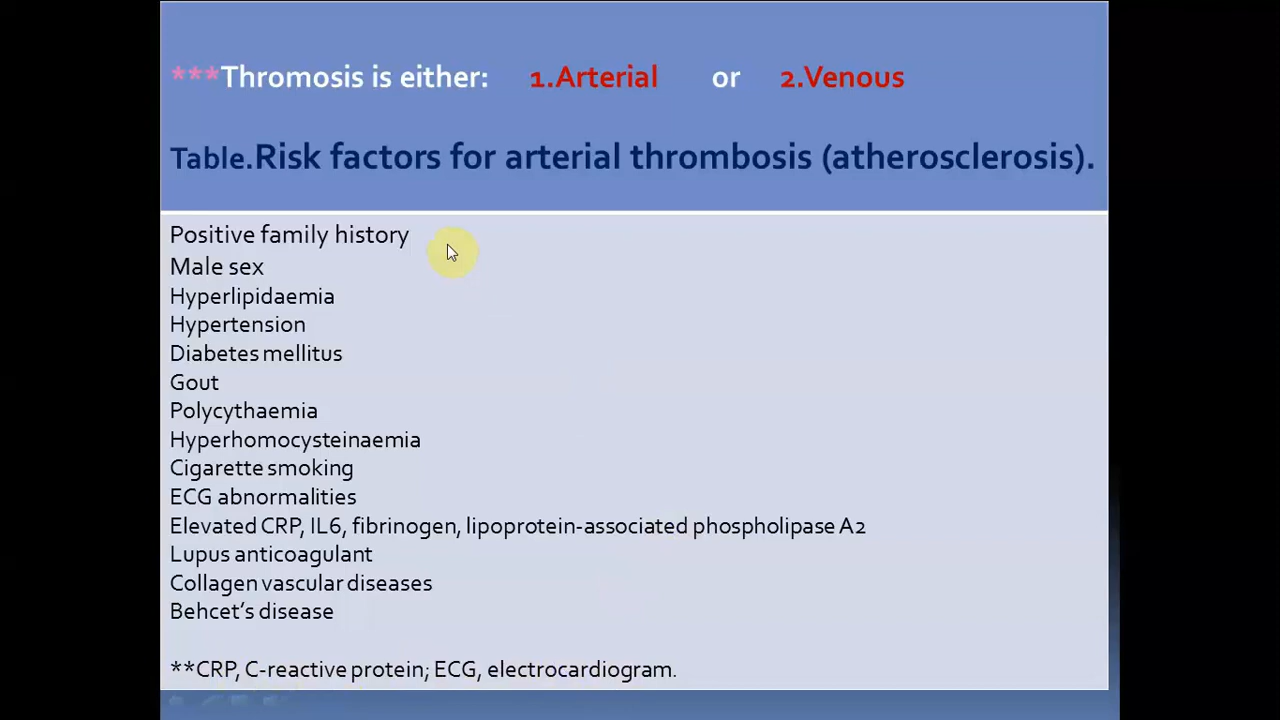 ***Thromosis is either: 1.Arterial or 2.Venous
Table.Risk factors for arterial thrombosis (atherosclerosis).
Positive family history
Male sex
Hyperlipidaemia
Hypertension
Diabetes mellitus
Gout
Polycythaemia
Hyperhomocysteinaemia
Cigarette smoking
ECG abnormalities
Elevated CRP, IL6, fibrinogen, lipoprotein-associated phospholipase A2
Lupus anticoagulant
Collagen vascular diseases
Behcet's disease
**CRP, C-reactive protein; ECG, electrocardiogram.